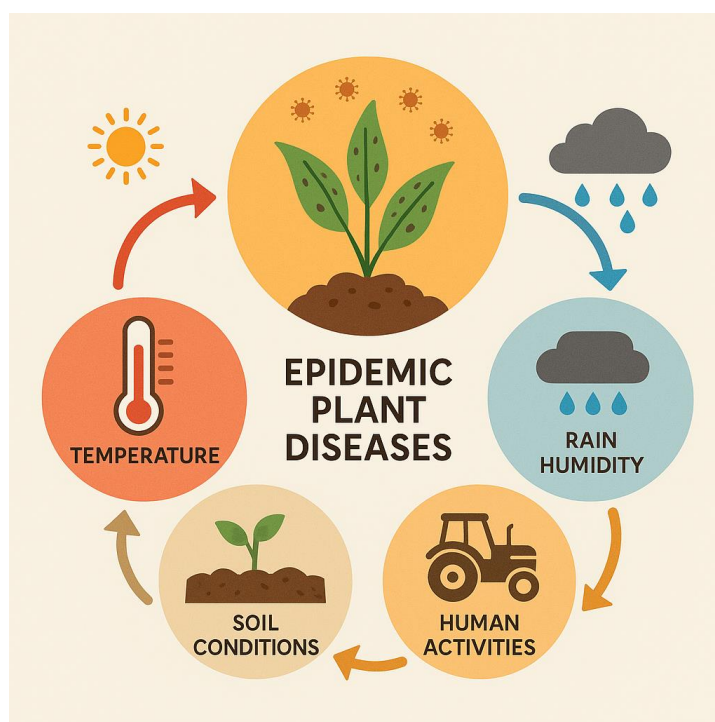 EPIDEMIC
PLANT
DISEASES
TEMPERATURE
RAIN
HUMIDITY
SOIL
CONDITIONS
HUMAN
ACTIVITIES